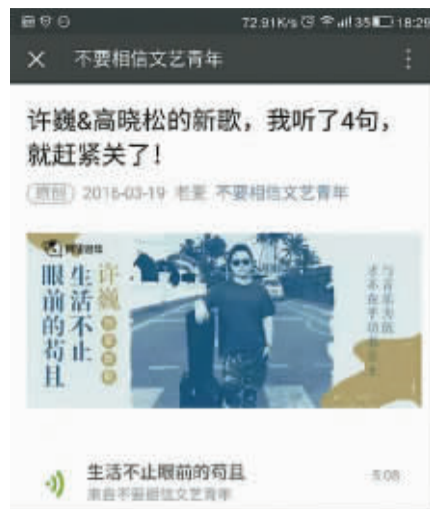 72.91K/s 35 18:29
不要相信文艺青年
许巍&高晓松的新歌，我听了4句，
就赶紧关了！
原创 2016-03-19 老妄 不要相信文艺青年
许巍
生活不止
眼前的苟且
生活不止眼前的苟且
来自不要相信文艺青年
5:08